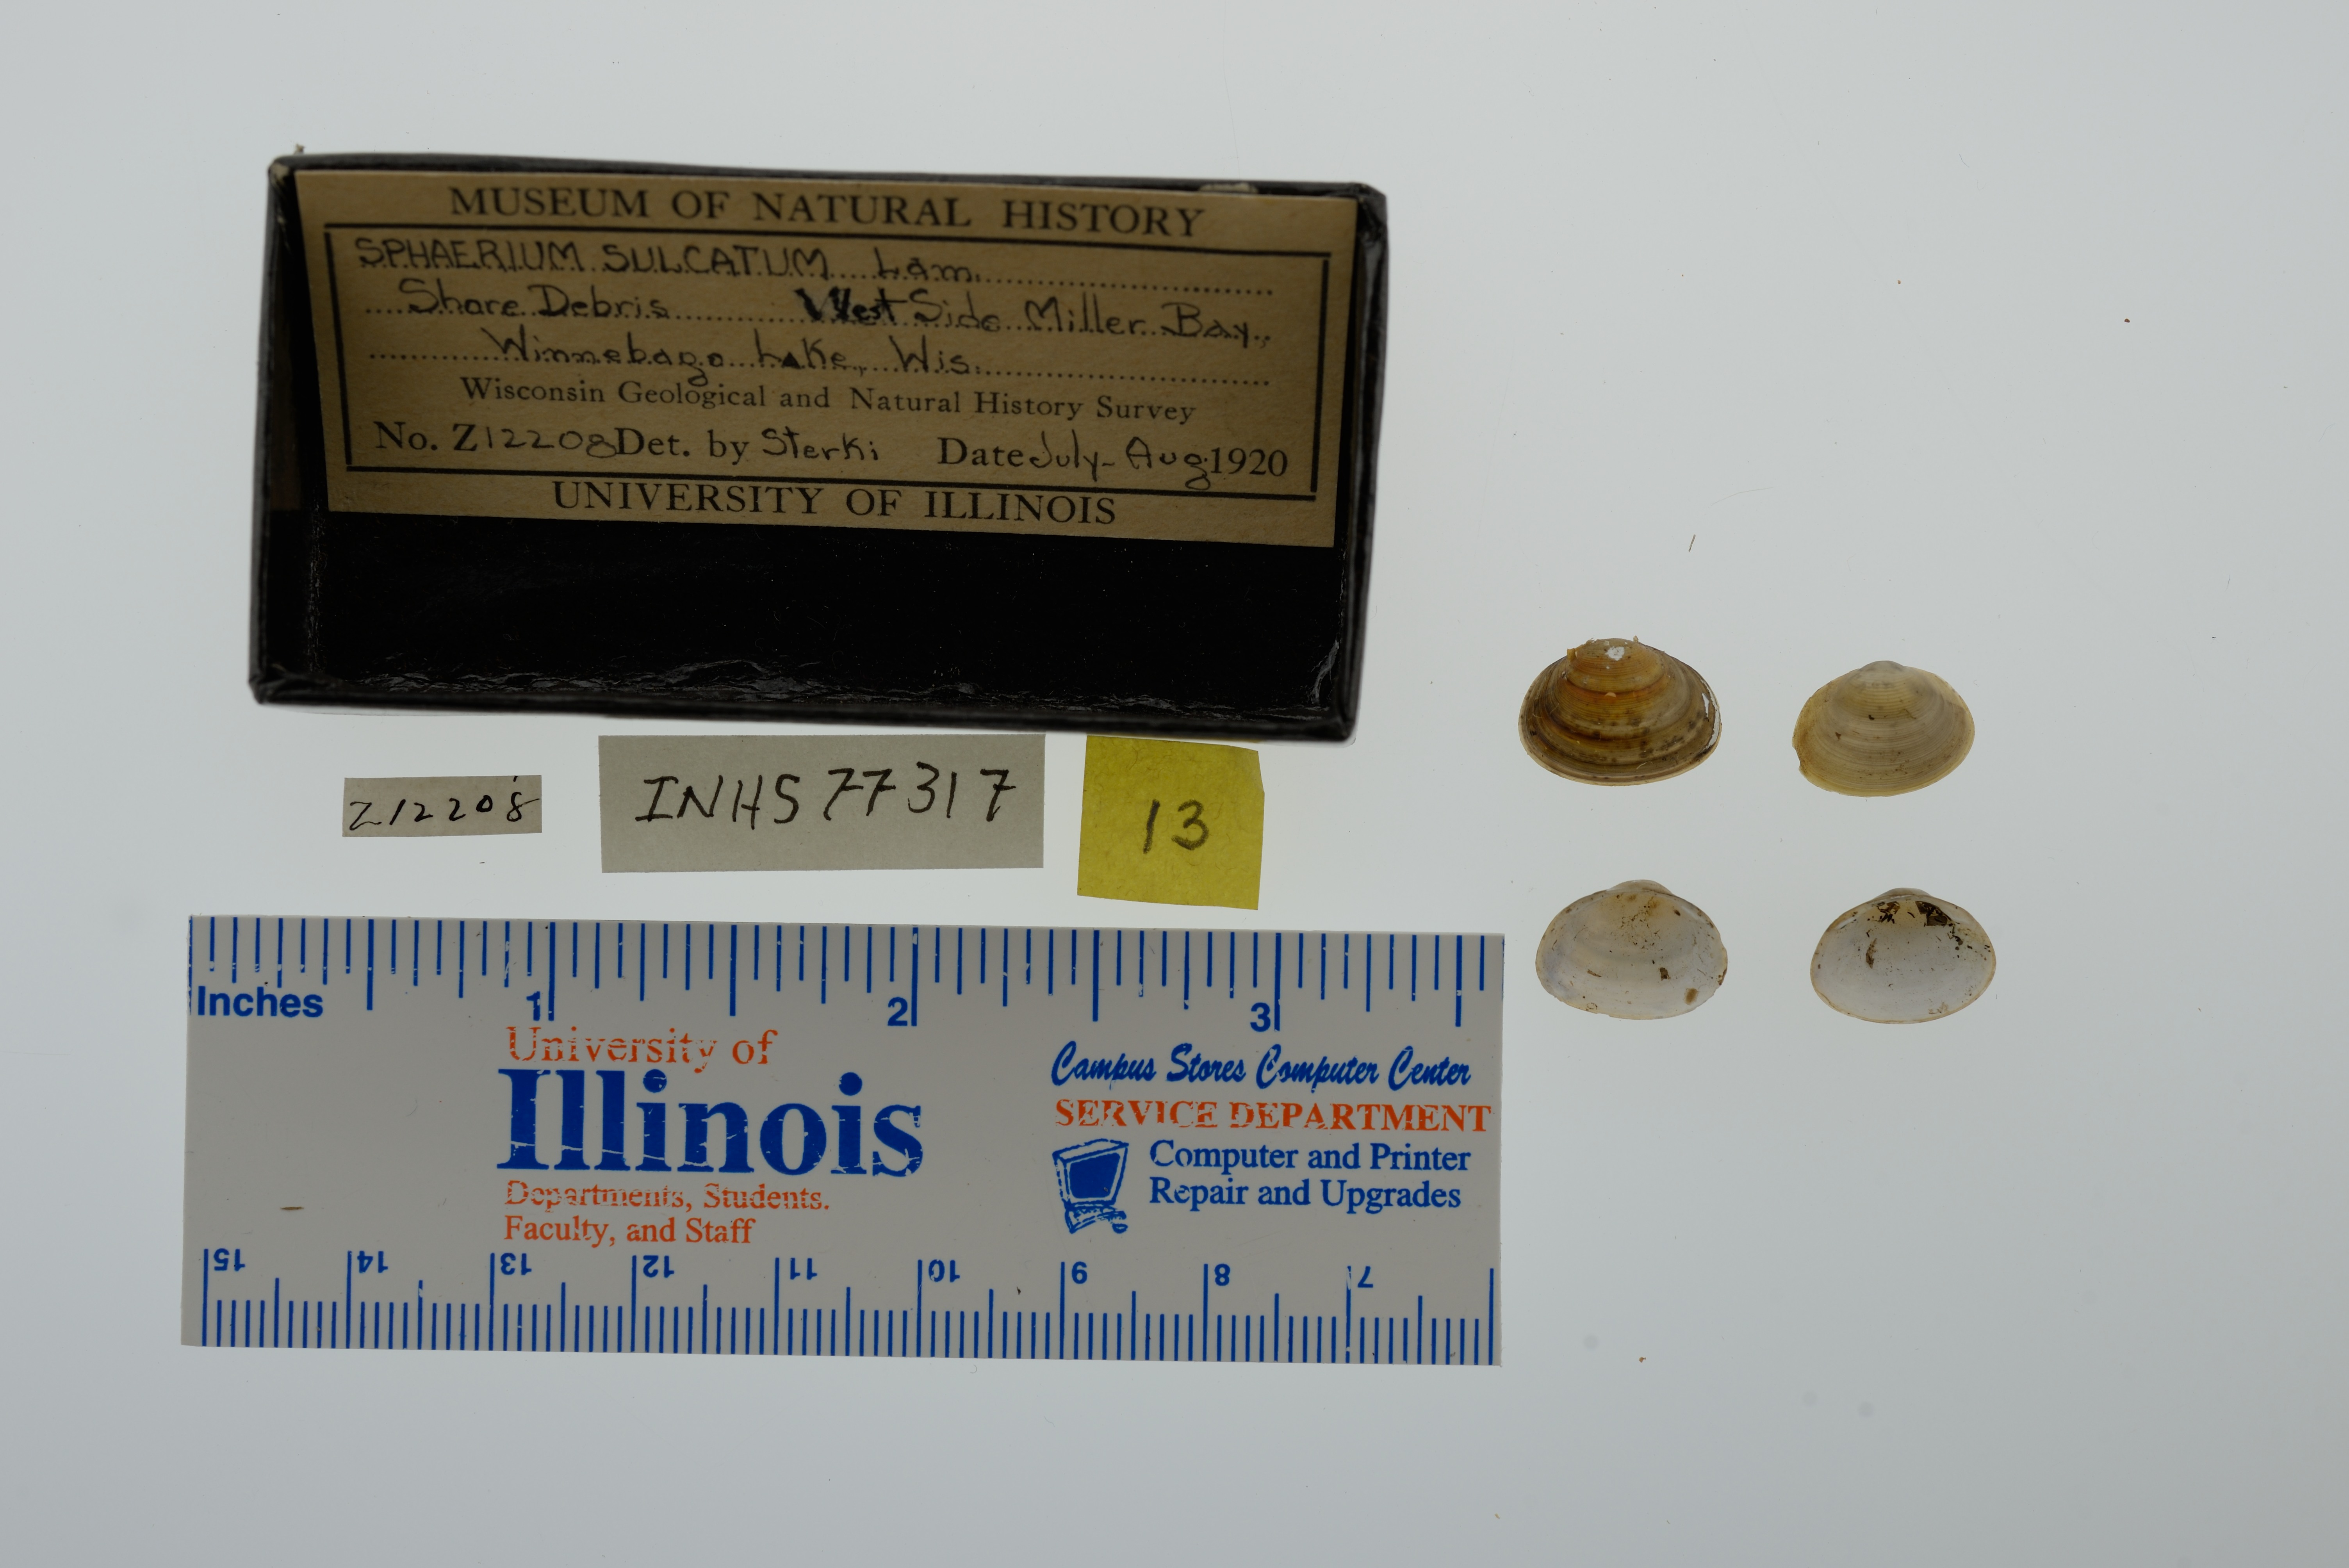 MUSEUM OF NATURAL HISTORY
SPHAERIUM SULCATUM Lam.
Shore Debris West Side Miller Bay,
Winnebago Lake, Wis.
Wisconsin Geological and Natural History Survey
No. Z12208 Det. by Sterki Date July-Aug 1920
UNIVERSITY OF ILLINOIS
Z12208
INHS 77317
13
Inches 1 2 3
University of
Illinois
Departments, Students.
Faculty, and Staff
Campus Stores Computer Center
SERVICE DEPARTMENT
Computer and Printer
Repair and Upgrades
15 14 13 12 11 10 9 8 7